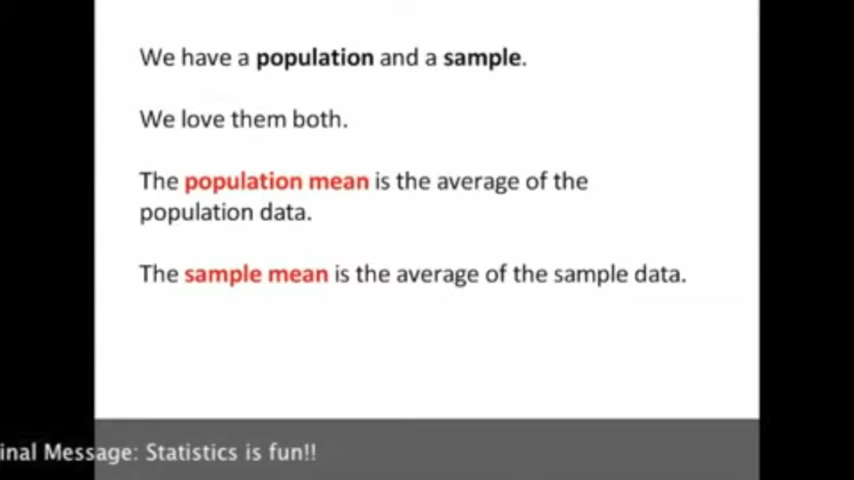 We have a population and a sample.
We love them both.
The population mean is the average of the
population data.
The sample mean is the average of the sample data.
inal Message: Statistics is fun!!